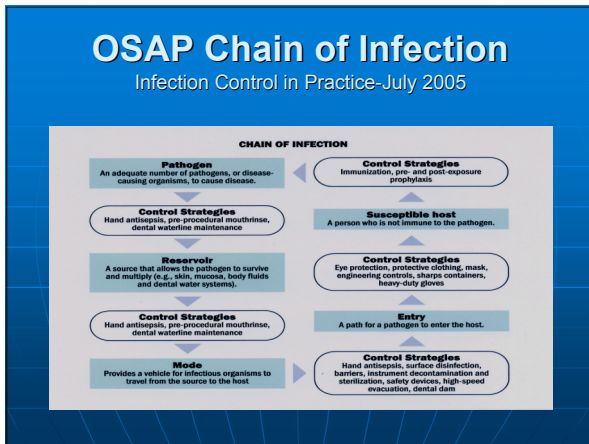 OSAP Chain of Infection
Infection Control in Practice-July 2005
CHAIN OF INFECTION
Pathogen
An adequate number of pathogens, or disease-
causing organisms, to cause disease.
Control Strategies
Hand antisepsis, pre-procedural mouthrinse,
dental waterline maintenance
Reservoir
A source that allows the pathogen to survive
and multiply (e.g., skin, mucosa, body fluids
and dental water systems).
Control Strategies
Hand antisepsis, pre-procedural mouthrinse,
dental waterline maintenance
Mode
Provides a vehicle for infectious organisms to
travel from the source to the host
Control Strategies
Hand antisepsis, surface disinfection,
barriers, instrument decontamination and
sterilization, safety devices, high-speed
evacuation, dental dam
Entry
A path for a pathogen to enter the host.
Control Strategies
Eye protection, protective clothing, mask,
engineering controls, sharps containers,
heavy-duty gloves
Susceptible host
A person who is not immune to the pathogen.
Control Strategies
Immunization, pre- and post-exposure
prophylaxis